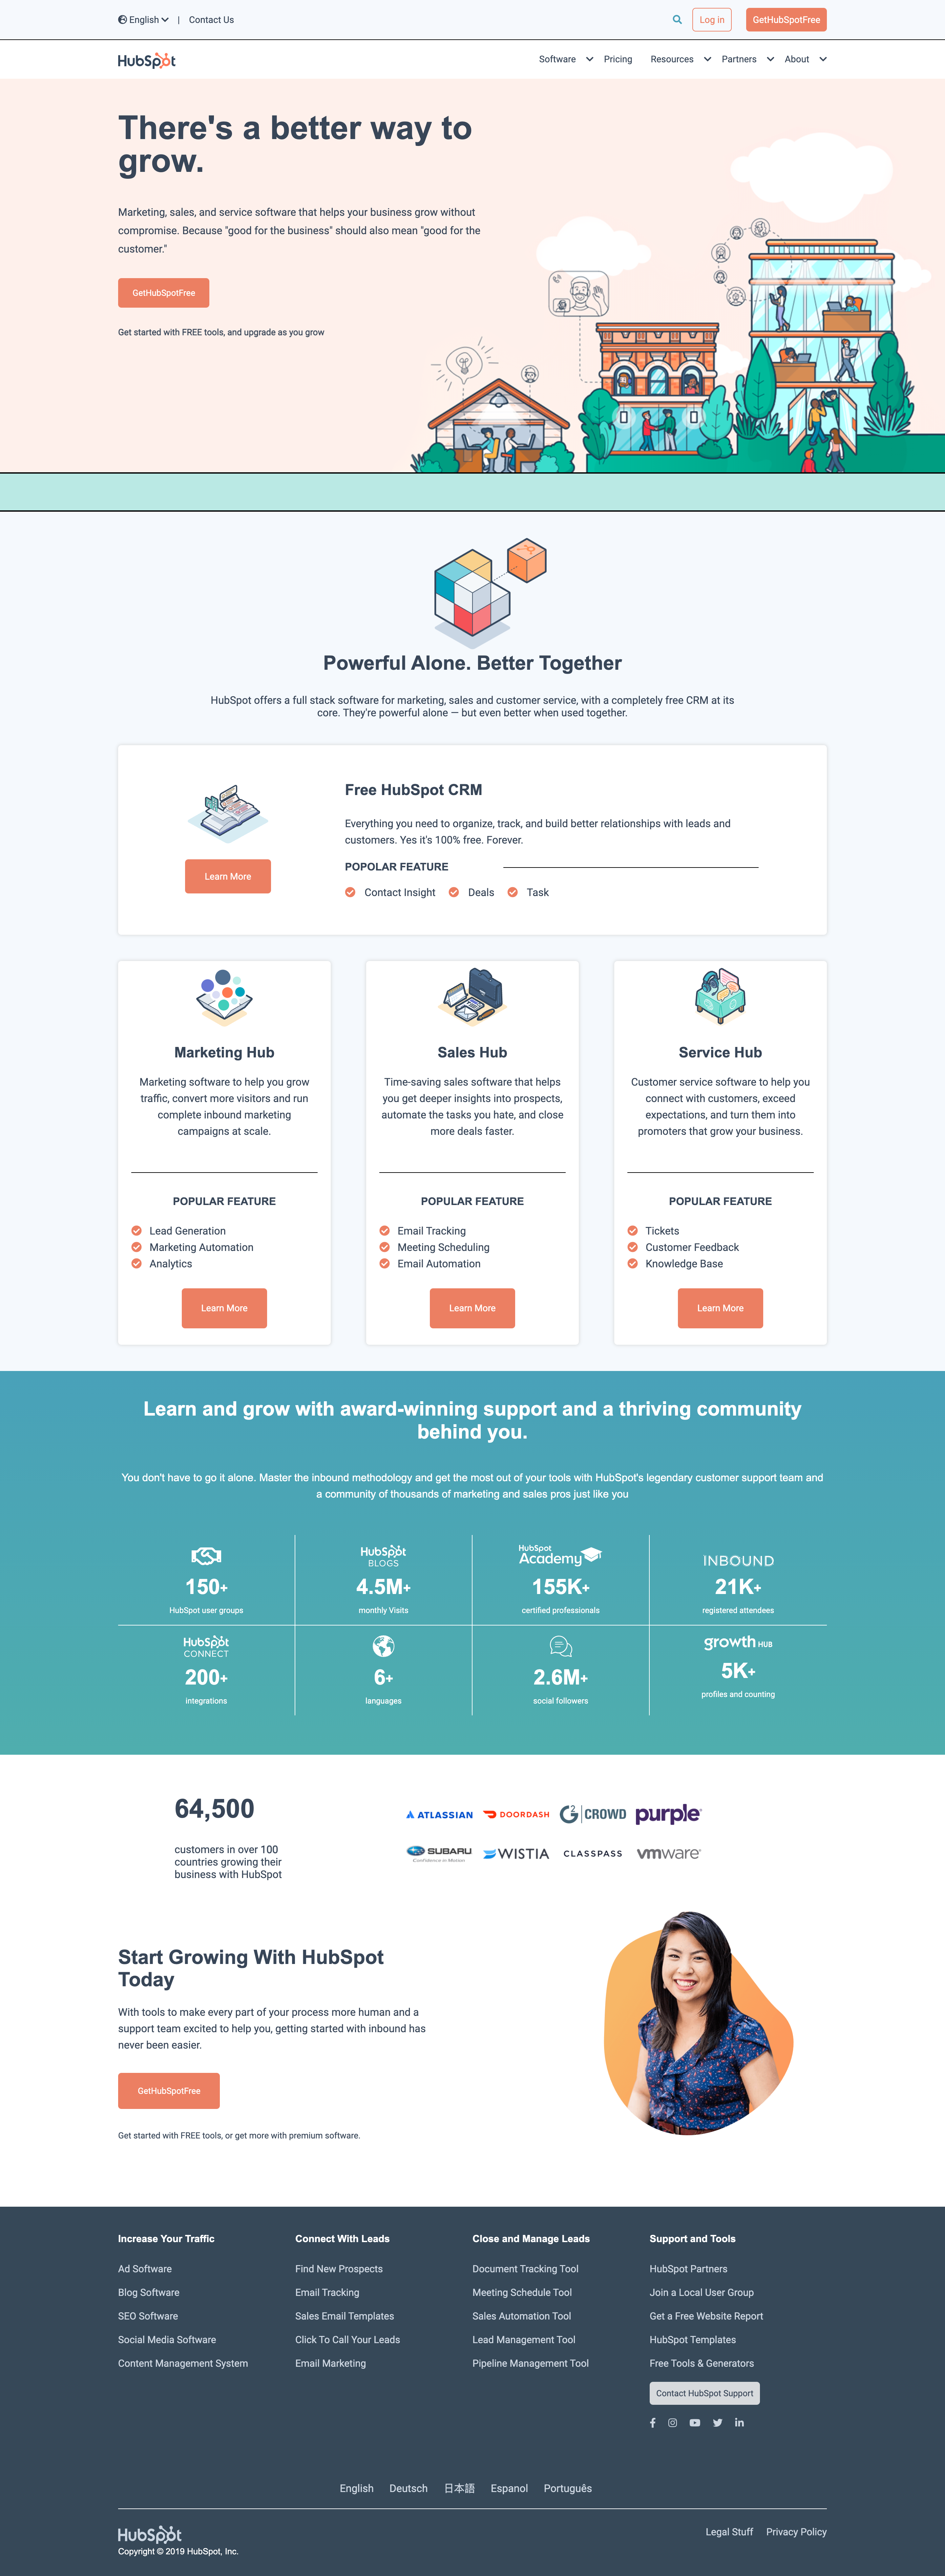 English | Contact Us
Log in
GetHubSpotFree
HubSpot
Software Pricing Resources Partners About
There's a better way to
grow.
Marketing, sales, and service software that helps your business grow without
compromise. Because "good for the business" should also mean "good for the
customer."
GetHubSpotFree
Get started with FREE tools, and upgrade as you grow
Powerful Alone. Better Together
HubSpot offers a full stack software for marketing, sales and customer service, with a completely free CRM at its
core. They're powerful alone — but even better when used together.
Free HubSpot CRM
Everything you need to organize, track, and build better relationships with leads and
customers. Yes it's 100% free. Forever.
POPOLAR FEATURE
Contact Insight Deals Task
Learn More
Marketing Hub
Marketing software to help you grow
traffic, convert more visitors and run
complete inbound marketing
campaigns at scale.
POPULAR FEATURE
Lead Generation
Marketing Automation
Analytics
Learn More
Sales Hub
Time-saving sales software that helps
you get deeper insights into prospects,
automate the tasks you hate, and close
more deals faster.
POPULAR FEATURE
Email Tracking
Meeting Scheduling
Email Automation
Learn More
Service Hub
Customer service software to help you
connect with customers, exceed
expectations, and turn them into
promoters that grow your business.
POPULAR FEATURE
Tickets
Customer Feedback
Knowledge Base
Learn More
Learn and grow with award-winning support and a thriving community
behind you.
You don't have to go it alone. Master the inbound methodology and get the most out of your tools with HubSpot's legendary customer support team and
a community of thousands of marketing and sales pros just like you
150+
HubSpot user groups
HubSpot
BLOGS
4.5M+
monthly Visits
HubSpot
Academy
155K+
certified professionals
INBOUND
21K+
registered attendees
HubSpot
CONNECT
200+
integrations
6+
languages
2.6M+
social followers
growth HUB
5K+
profiles and counting
64,500
customers in over 100
countries growing their
business with HubSpot
ATLASSIAN DOORDASH G2 CROWD purple
SUBARU WISTIA CLASSPASS vmware
Confidence in Motion
Start Growing With HubSpot
Today
With tools to make every part of your process more human and a
support team excited to help you, getting started with inbound has
never been easier.
GetHubSpotFree
Get started with FREE tools, or get more with premium software.
Increase Your Traffic
Ad Software
Blog Software
SEO Software
Social Media Software
Content Management System
Connect With Leads
Find New Prospects
Email Tracking
Sales Email Templates
Click To Call Your Leads
Email Marketing
Close and Manage Leads
Document Tracking Tool
Meeting Schedule Tool
Sales Automation Tool
Lead Management Tool
Pipeline Management Tool
Support and Tools
HubSpot Partners
Join a Local User Group
Get a Free Website Report
HubSpot Templates
Free Tools & Generators
Contact HubSpot Support
English Deutsch 日本語 Espanol Português
HubSpot
Copyright © 2019 HubSpot, Inc.
Legal Stuff Privacy Policy